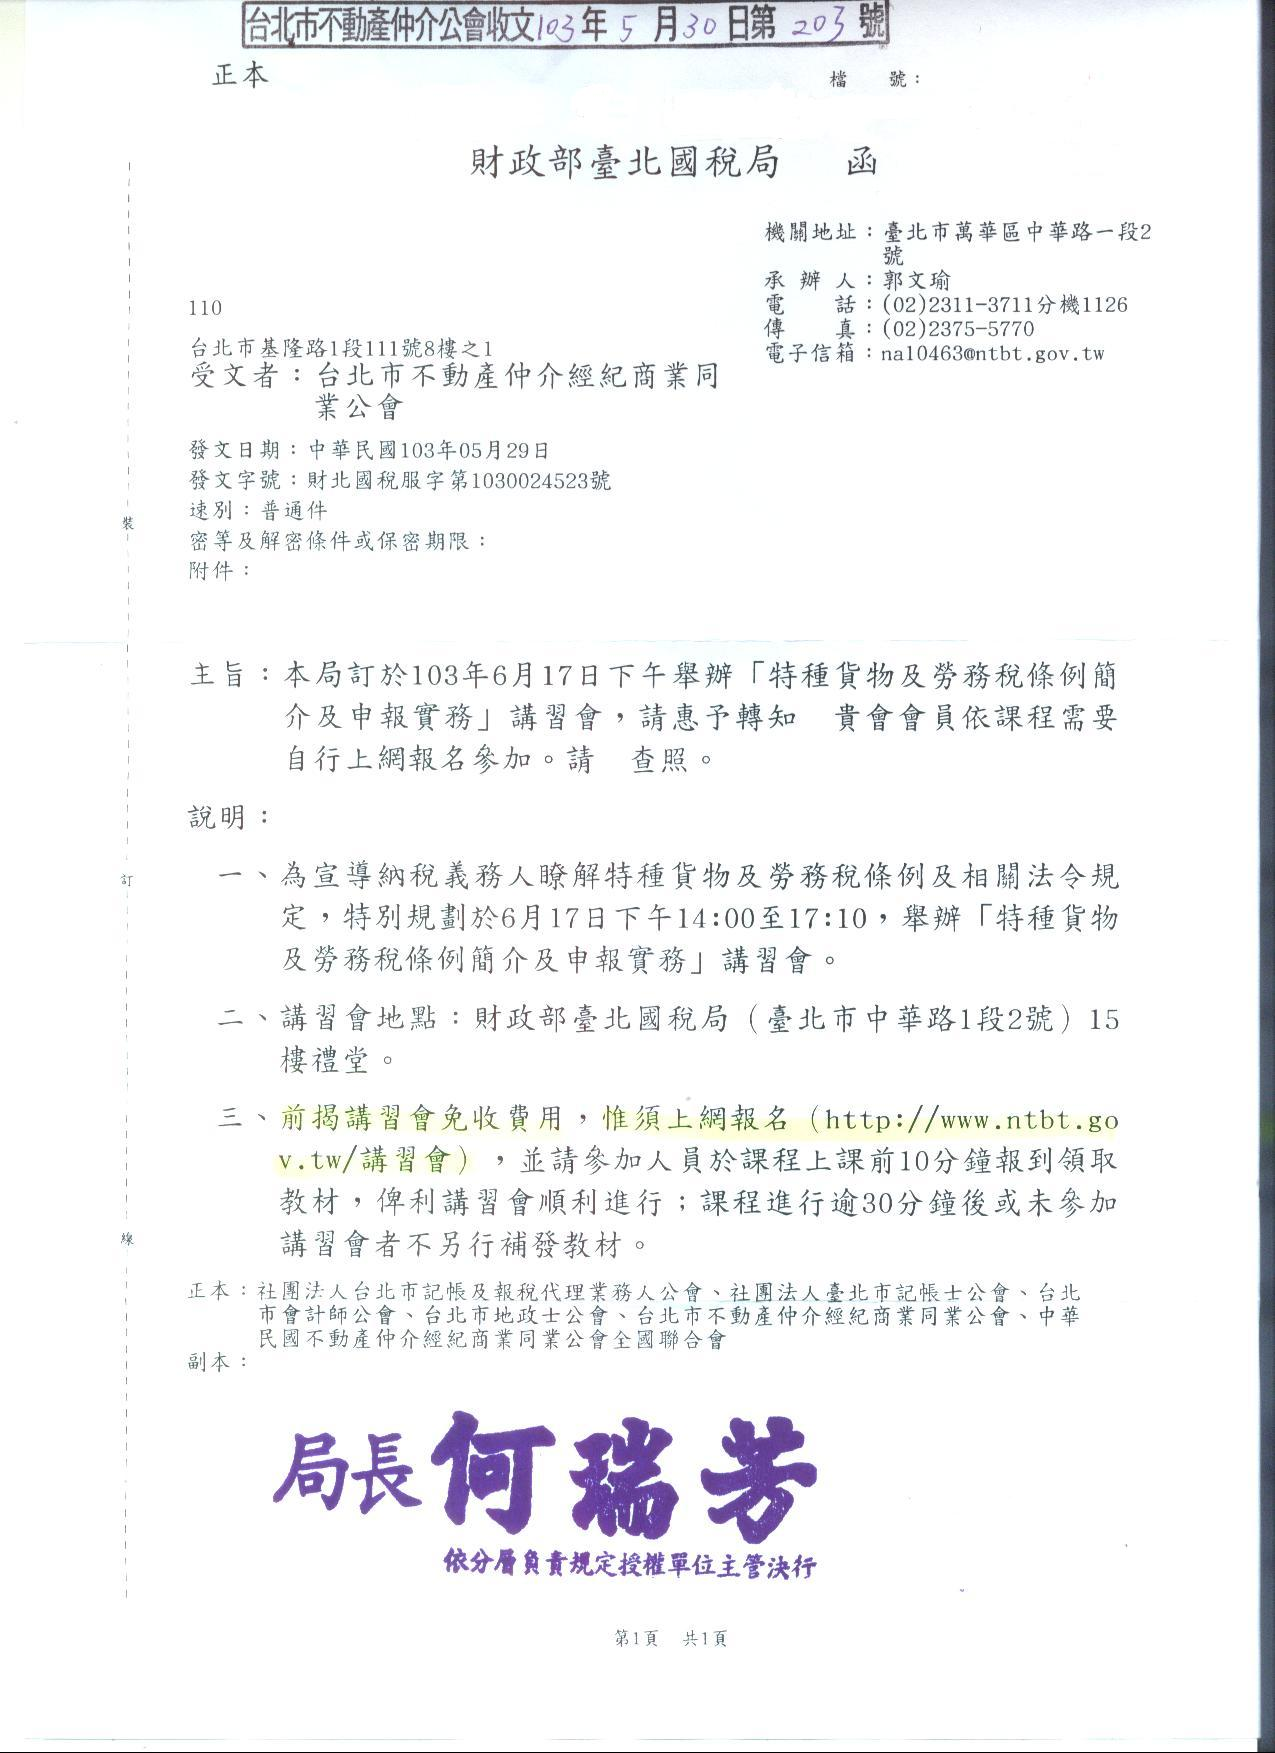 台北市不動產仲介公會收文103年5月30日第203號
正本
檔　號：
財政部臺北國稅局　函
機關地址：臺北市萬華區中華路一段2
號
承辦人：郭文瑜
電　話：(02)2311-3711分機1126
傳　真：(02)2375-5770
電子信箱：na10463@ntbt.gov.tw
110
台北市基隆路1段111號8樓之1
受文者：台北市不動產仲介經紀商業同
業公會
發文日期：中華民國103年05月29日
發文字號：財北國稅服字第1030024523號
速別：普通件
密等及解密條件或保密期限：
附件：
主旨：本局訂於103年6月17日下午舉辦「特種貨物及勞務稅條例簡
介及申報實務」講習會，請惠予轉知　貴會會員依課程需要
自行上網報名參加。請　查照。
說明：
一、為宣導納稅義務人瞭解特種貨物及勞務稅條例及相關法令規
定，特別規劃於6月17日下午14:00至17:10，舉辦「特種貨物
及勞務稅條例簡介及申報實務」講習會。
二、講習會地點：財政部臺北國稅局（臺北市中華路1段2號）15
樓禮堂。
三、前揭講習會免收費用，惟須上網報名（http://www.ntbt.go
v.tw/講習會），並請參加人員於課程上課前10分鐘報到領取
教材，俾利講習會順利進行；課程進行逾30分鐘後或未參加
講習會者不另行補發教材。
正本：社團法人台北市記帳及報稅代理業務人公會、社團法人臺北市記帳士公會、台北
市會計師公會、台北市地政士公會、台北市不動產仲介經紀商業同業公會、中華
民國不動產仲介經紀商業同業公會全國聯合會
副本：
局長何瑞芳
依分層負責規定授權單位主管決行
第1頁　共1頁
裝
訂
線